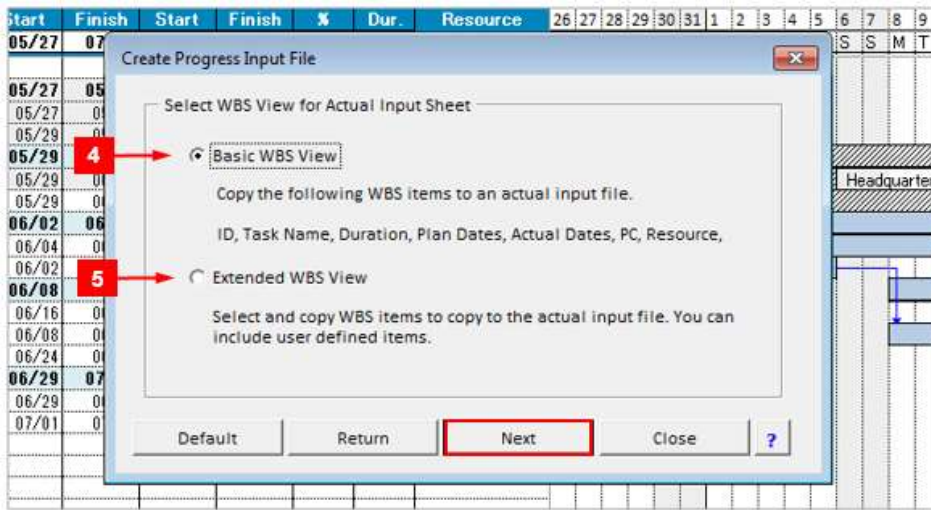 Start Finish Start Finish % Dur. Resource 26 27 28 29 30 31 1 2 3 4 5 6 7 8 9
05/27 07 S S M T
Create Progress Input File
05/27 05
Select WBS View for Actual Input Sheet
05/27
05/29
05/29 4 Basic WBS View
05/29 Headquarter
Copy the following WBS items to an actual input file.
05/29
06/02 06
ID, Task Name, Duration, Plan Dates, Actual Dates, PC, Resource,
06/04
06/02
5 Extended WBS View
06/08
06/16
Select and copy WBS items to copy to the actual input file. You can
06/08
include user defined items.
06/24
06/29 07
06/29
07/01
Default Return Next Close ?